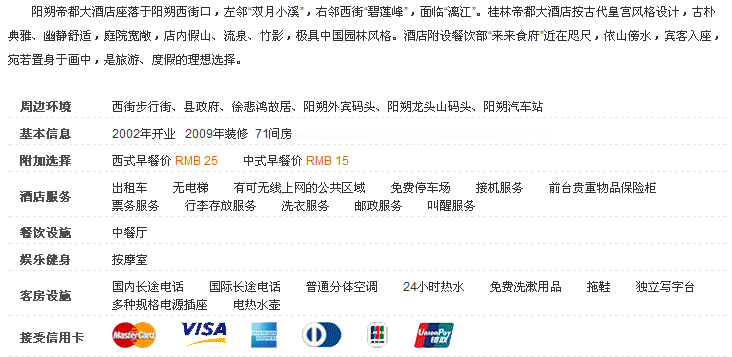 阳朔帝都大酒店座落于阳朔西街口，左邻“双月小溪”，右邻西街“碧莲峰”，面临“漓江”。桂林帝都大酒店按古代皇宫风格设计，古朴
典雅、幽静舒适，庭院宽敞，店内假山、流泉、竹影，极具中国园林风格。酒店附设餐饮部“来来食府”近在咫尺，依山傍水，宾客入座，
宛若置身于画中，是旅游、度假的理想选择。
周边环境 西街步行街、县政府、徐悲鸿故居、阳朔外宾码头、阳朔龙头山码头、阳朔汽车站
基本信息 2002年开业 2009年装修 71间房
附加选择 西式早餐价 RMB 25 中式早餐价 RMB 15
酒店服务 出租车 无电梯 有可无线上网的公共区域 免费停车场 接机服务 前台贵重物品保险柜
票务服务 行李存放服务 洗衣服务 邮政服务 叫醒服务
餐饮设施 中餐厅
娱乐健身 按摩室
客房设施 国内长途电话 国际长途电话 普通分体空调 24小时热水 免费洗漱用品 拖鞋 独立写字台
多种规格电源插座 电热水壶
接受信用卡 MasterCard VISA AMERICAN EXPRESS JCB UnionPay 银联